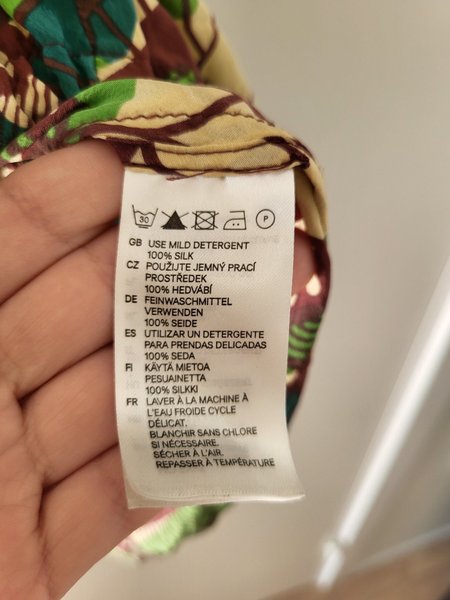 30
P
GB USE MILD DETERGENT
100% SILK
CZ POUŽIJTE JEMNÝ PRACÍ
PROSTŘEDEK
100% HEDVÁBÍ
DE FEINWASCHMITTEL
VERWENDEN
100% SEIDE
ES UTILIZAR UN DETERGENTE
PARA PRENDAS DELICADAS
100% SEDA
FI KÄYTÄ MIETOA
PESUAINETTA
100% SILKKI
FR LAVER À LA MACHINE À
L'EAU FROIDE CYCLE
DÉLICAT.
BLANCHIR SANS CHLORE
SI NÉCESSAIRE.
SÉCHER À L'AIR.
REPASSER À TEMPÉRATURE